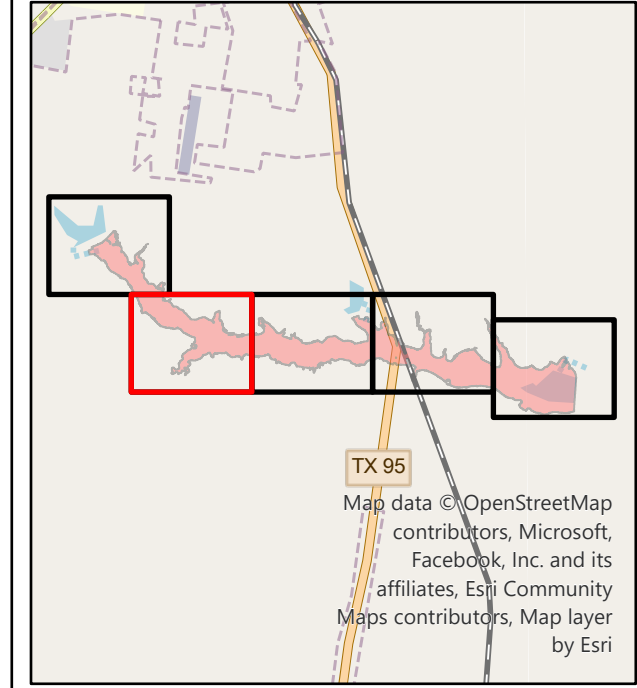 TX 95
Map data © OpenStreetMap
contributors, Microsoft,
Facebook, Inc. and its
affiliates, Esri Community
Maps contributors, Map layer
by Esri